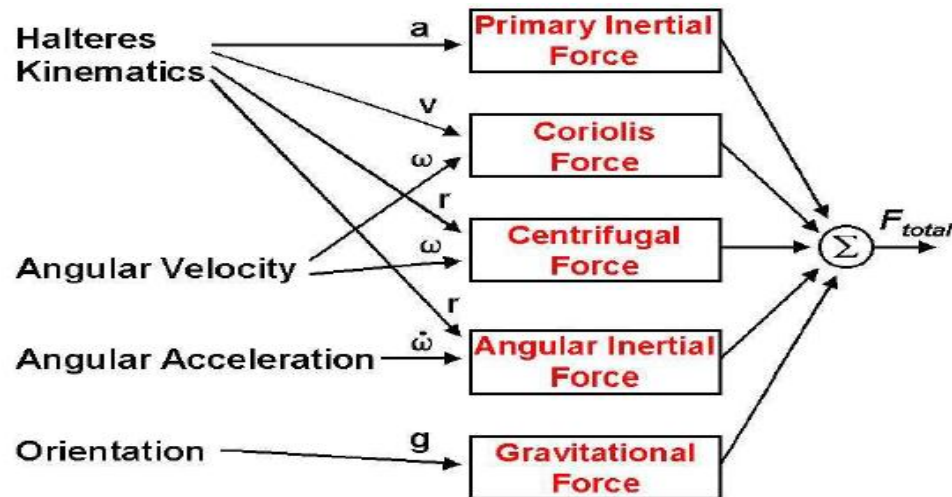 Halteres
Kinematics
Angular Velocity
Angular Acceleration
Orientation
a
v
ω
r
ω
r
ω̇
g
Primary Inertial
Force
Coriolis
Force
Centrifugal
Force
Angular Inertial
Force
Gravitational
Force
Σ
F_total